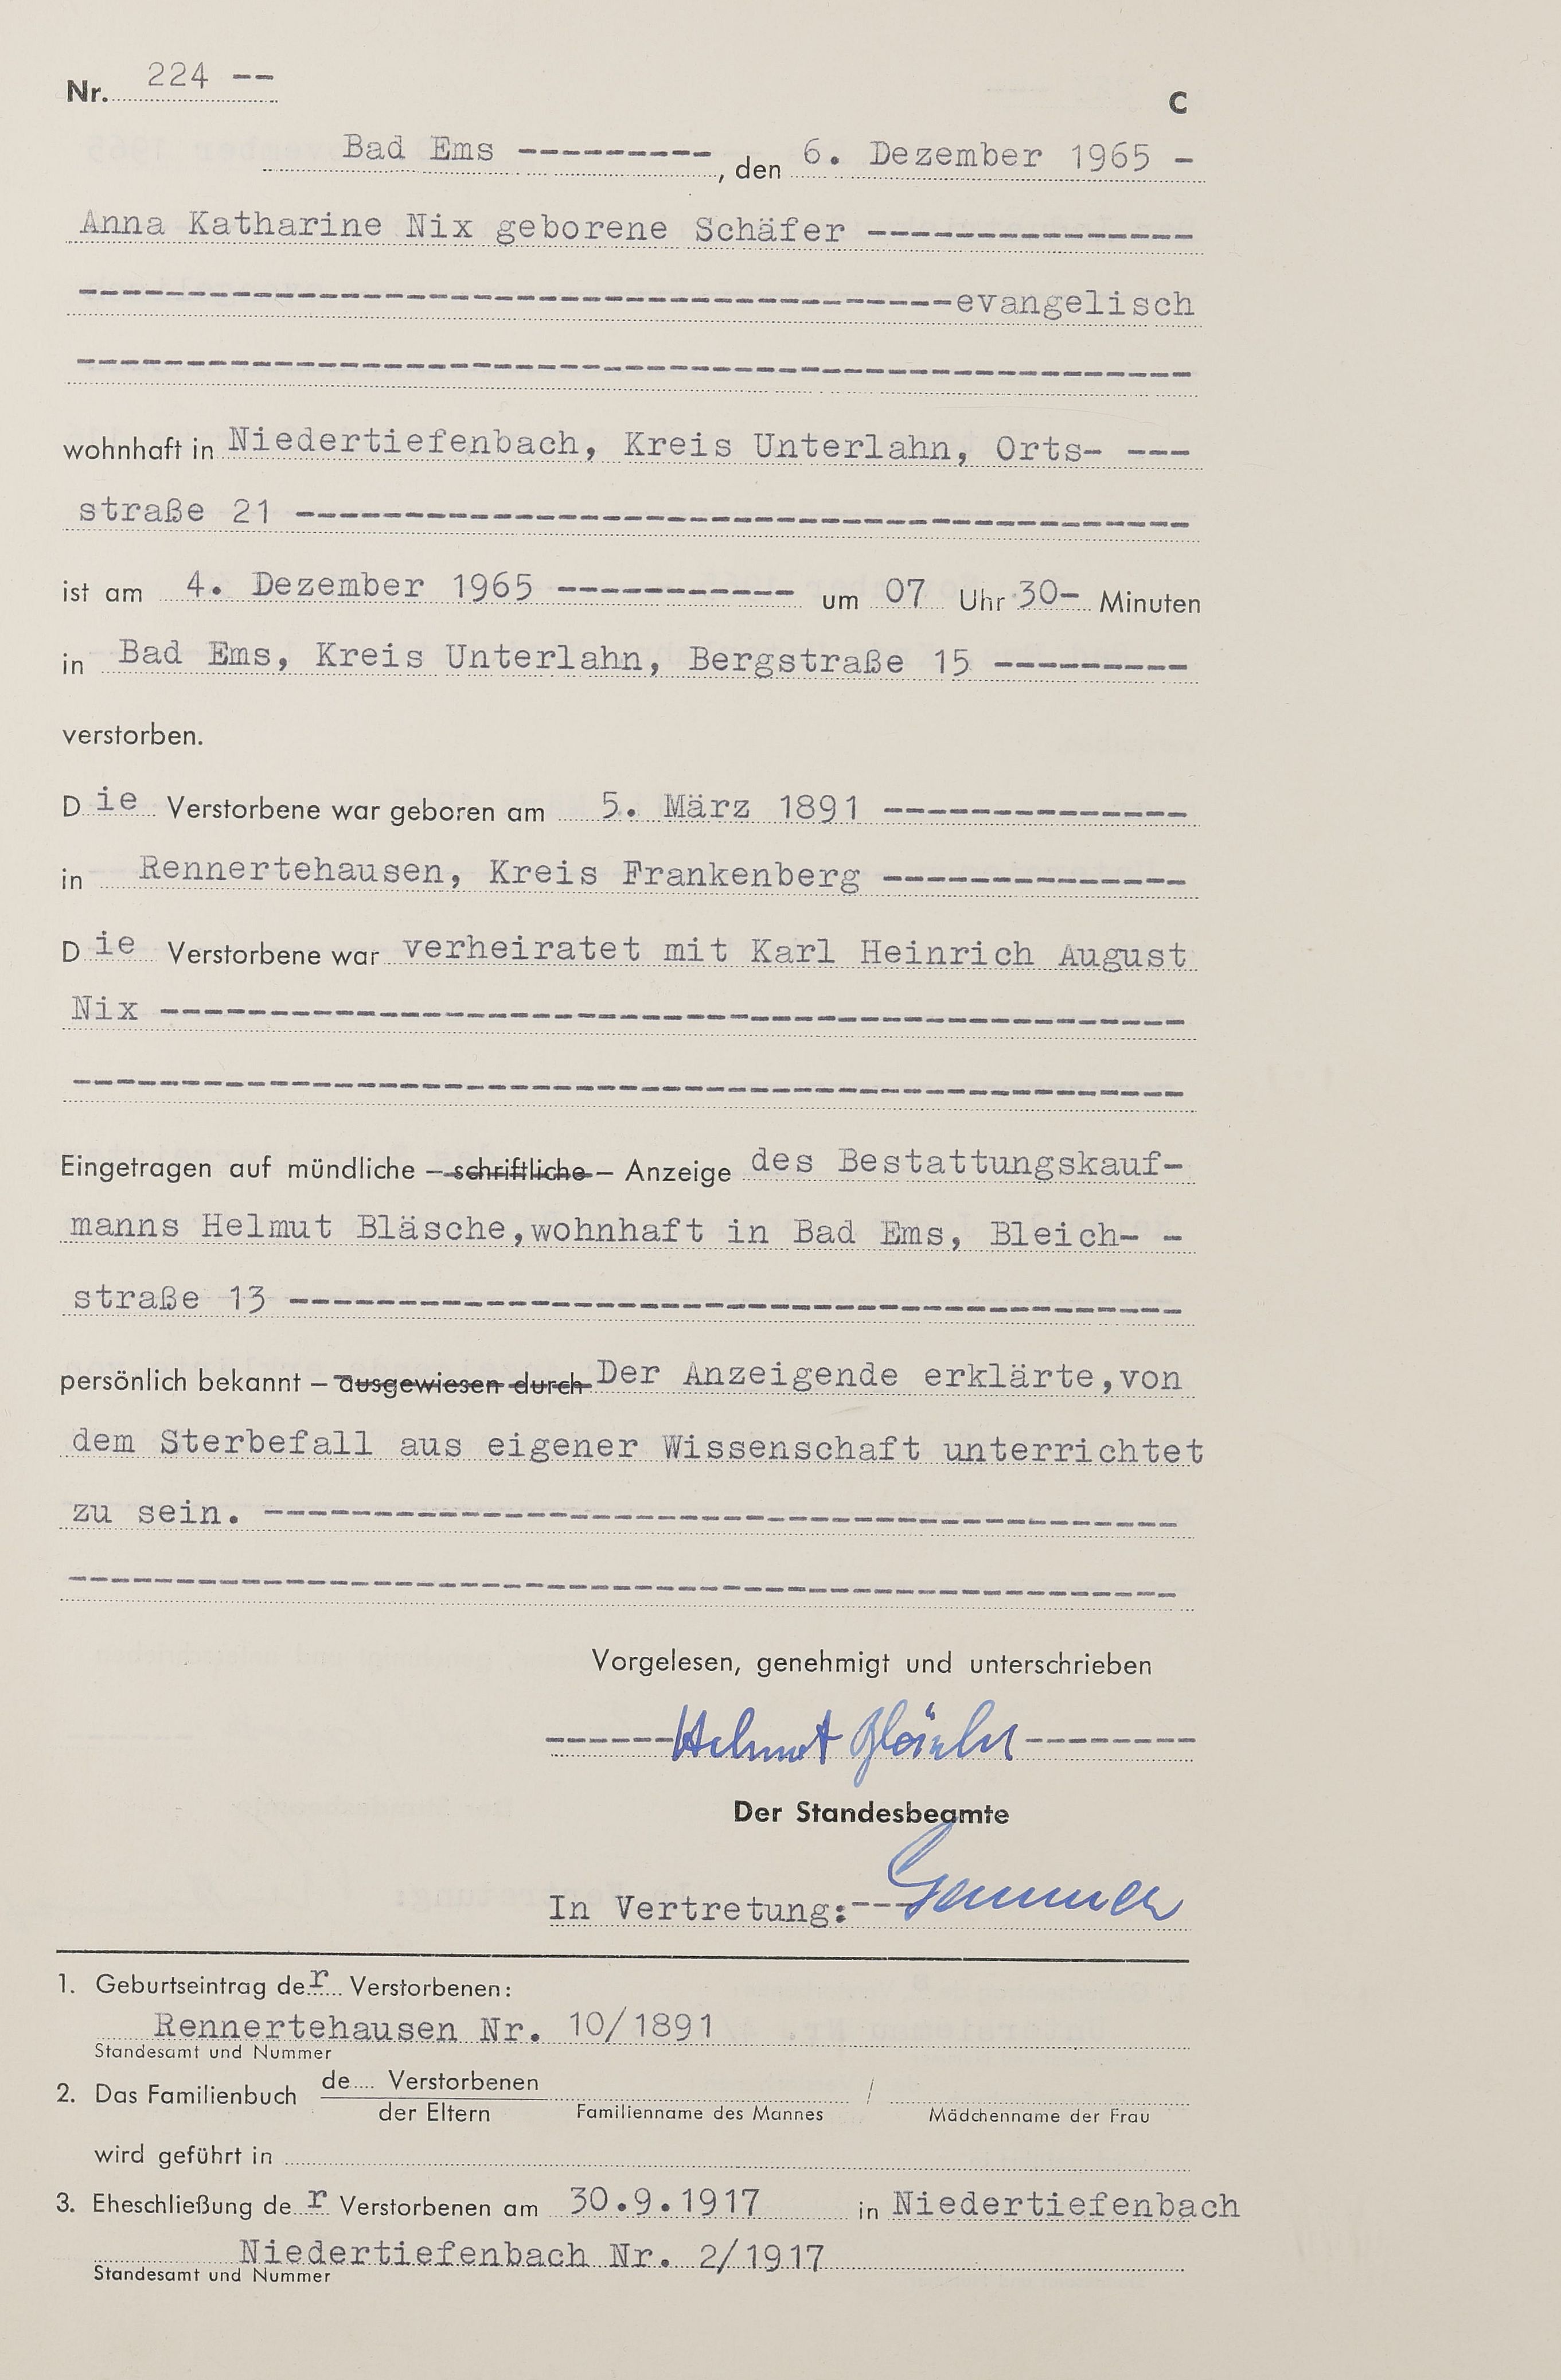 Nr. 224 --
C
Bad Ems ----------, den 6. Dezember 1965 -
Anna Katharine Nix geborene Schäfer ---------------
----------------------------------------evangelisch
---------------------------------------------------
wohnhaft in Niedertiefenbach, Kreis Unterlahn, Orts- ---
straße 21 -----------------------------------------
ist am 4. Dezember 1965 ----------- um 07 Uhr 30- Minuten
in Bad Ems, Kreis Unterlahn, Bergstraße 15 ---------
verstorben.
Die Verstorbene war geboren am 5. März 1891 --------------
in Rennertehausen, Kreis Frankenberg --------------
Die Verstorbene war verheiratet mit Karl Heinrich August
Nix -----------------------------------------------
---------------------------------------------------
Eingetragen auf mündliche – schriftliche – Anzeige des Bestattungskauf-
manns Helmut Bläsche,wohnhaft in Bad Ems, Bleich- -
straße 13 -----------------------------------------
persönlich bekannt – ausgewiesen durch Der Anzeigende erklärte,von
dem Sterbefall aus eigener Wissenschaft unterrichtet
zu sein. ------------------------------------------
---------------------------------------------------
Vorgelesen, genehmigt und unterschrieben
------Helmut Bläsche--------
Der Standesbeamte
In Vertretung:---
1. Geburtseintrag der Verstorbenen:
Rennertehausen Nr. 10/1891
Standesamt und Nummer
2. Das Familienbuch de.... Verstorbenen /
der Eltern Familienname des Mannes Mädchenname der Frau
wird geführt in
3. Eheschließung der Verstorbenen am 30.9.1917 in Niedertiefenbach
Niedertiefenbach Nr. 2/1917
Standesamt und Nummer